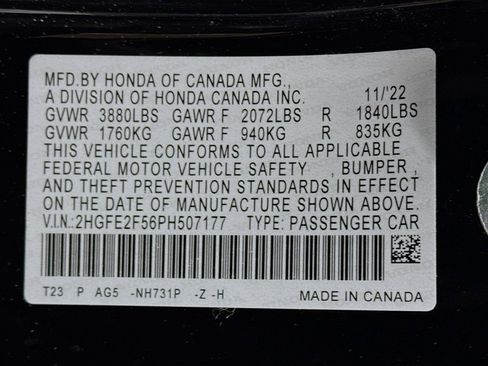 MFD.BY HONDA OF CANADA MFG.,
A DIVISION OF HONDA CANADA INC. 11/'22
GVWR 3880LBS GAWR F 2072LBS R 1840LBS
GVWR 1760KG GAWR F 940KG R 835KG
THIS VEHICLE CONFORMS TO ALL APPLICABLE
FEDERAL MOTOR VEHICLE SAFETY , BUMPER,
AND THEFT PREVENTION STANDARDS IN EFFECT
ON THE DATE OF MANUFACTURE SHOWN ABOVE.
V.I.N:2HGFE2F56PH507177 TYPE: PASSENGER CAR
T23 P AG5 -NH731P -Z -H MADE IN CANADA